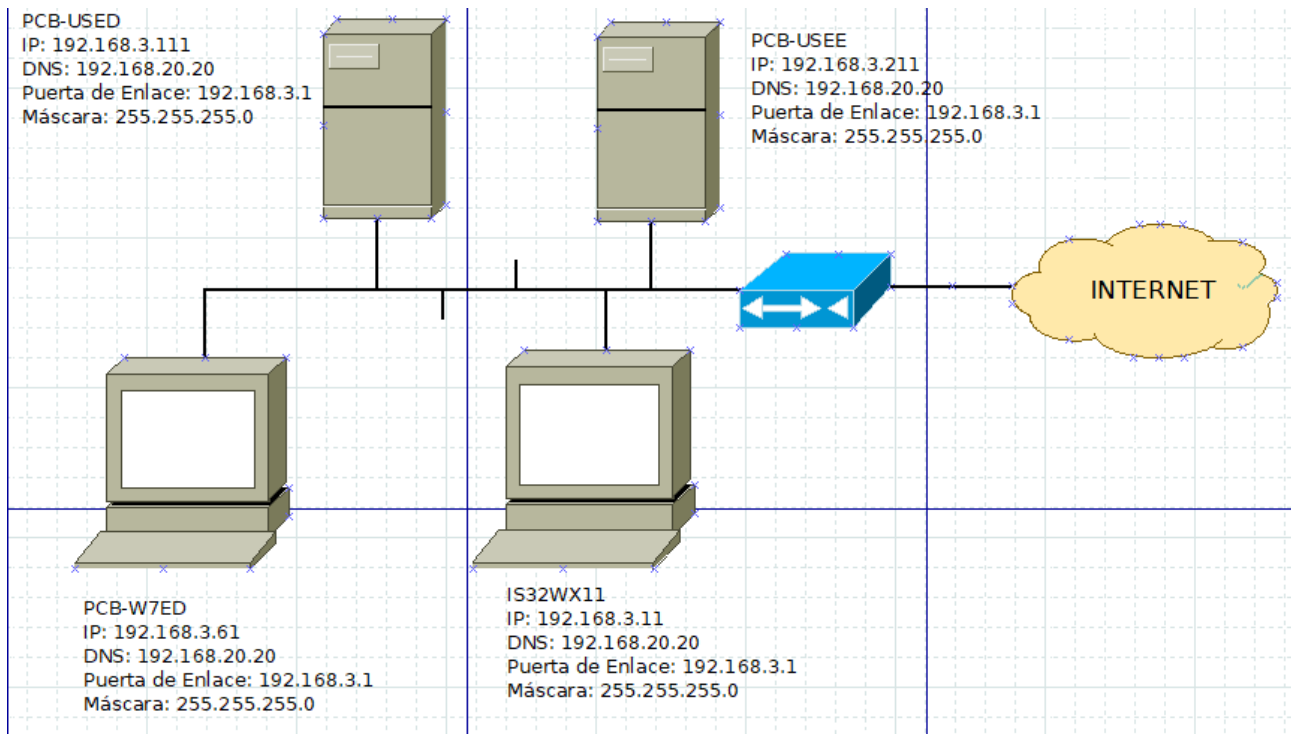 PCB-USED
IP: 192.168.3.111
DNS: 192.168.20.20
Puerta de Enlace: 192.168.3.1
Máscara: 255.255.255.0
PCB-USEE
IP: 192.168.3.211
DNS: 192.168.20.20
Puerta de Enlace: 192.168.3.1
Máscara: 255.255.255.0
INTERNET
PCB-W7ED
IP: 192.168.3.61
DNS: 192.168.20.20
Puerta de Enlace: 192.168.3.1
Máscara: 255.255.255.0
IS32WX11
IP: 192.168.3.11
DNS: 192.168.20.20
Puerta de Enlace: 192.168.3.1
Máscara: 255.255.255.0